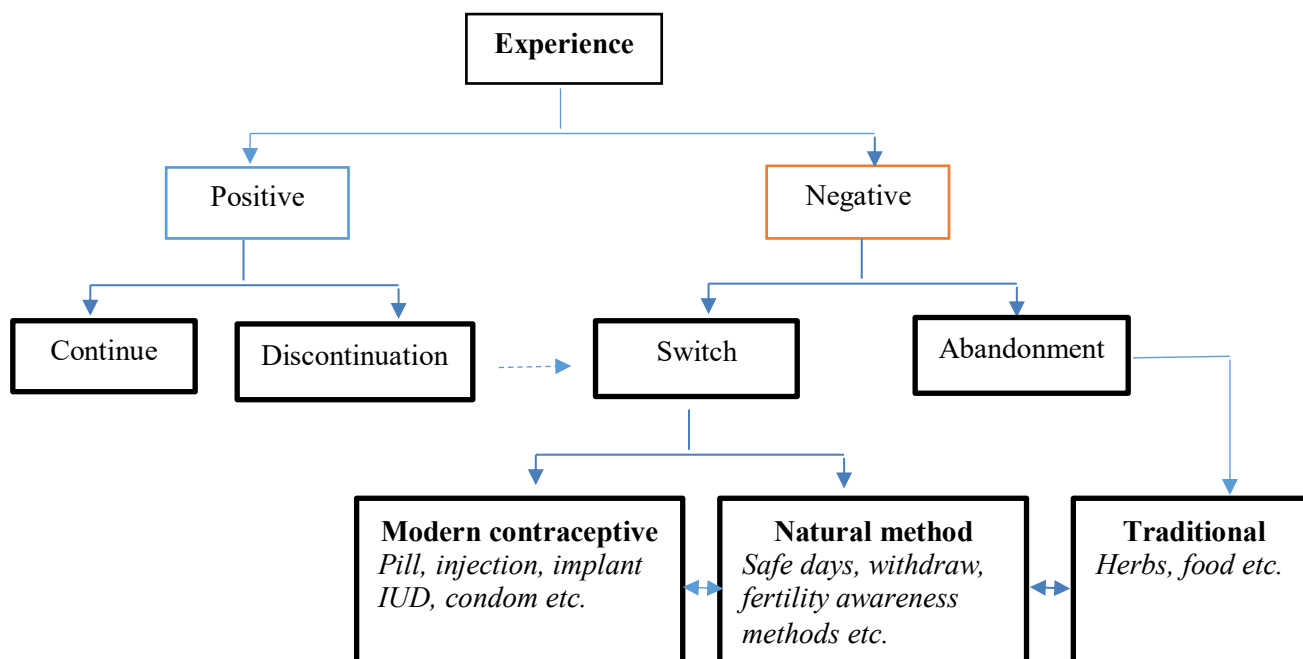 Experience
Positive
Negative
Continue
Discontinuation
Switch
Abandonment
Modern contraceptive
Pill, injection, implant
IUD, condom etc.
Natural method
Safe days, withdraw,
fertility awareness
methods etc.
Traditional
Herbs, food etc.